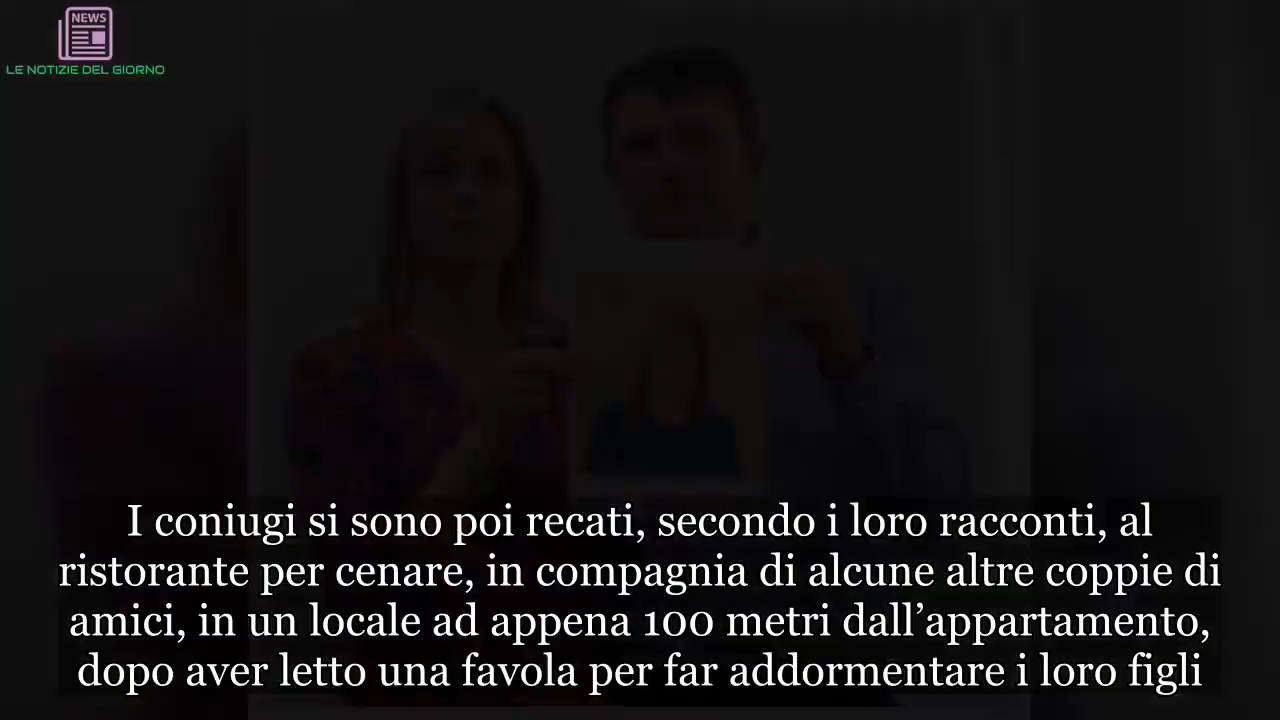 NEWS
LE NOTIZIE DEL GIORNO
I coniugi si sono poi recati, secondo i loro racconti, al
ristorante per cenare, in compagnia di alcune altre coppie di
amici, in un locale ad appena 100 metri dall’appartamento,
dopo aver letto una favola per far addormentare i loro figli